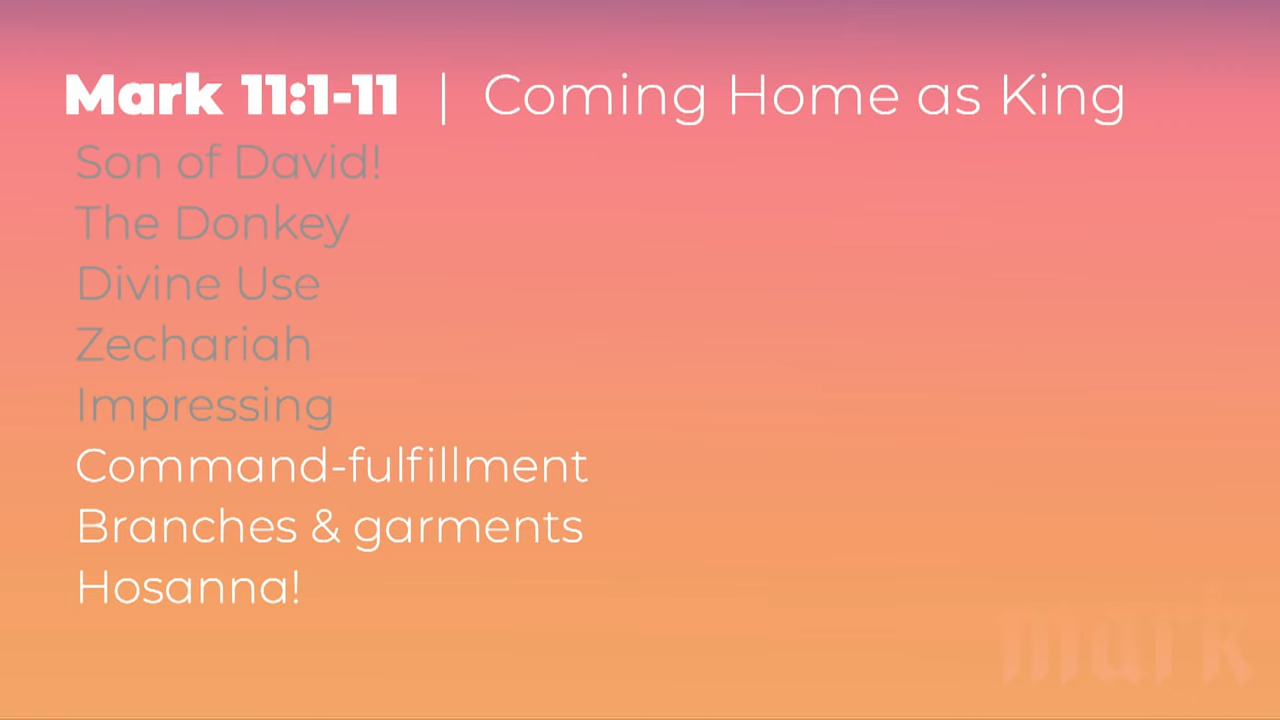 Mark 11:1-11 | Coming Home as King
Son of David!
The Donkey
Divine Use
Zechariah
Impressing
Command-fulfillment
Branches & garments
Hosanna!
mark